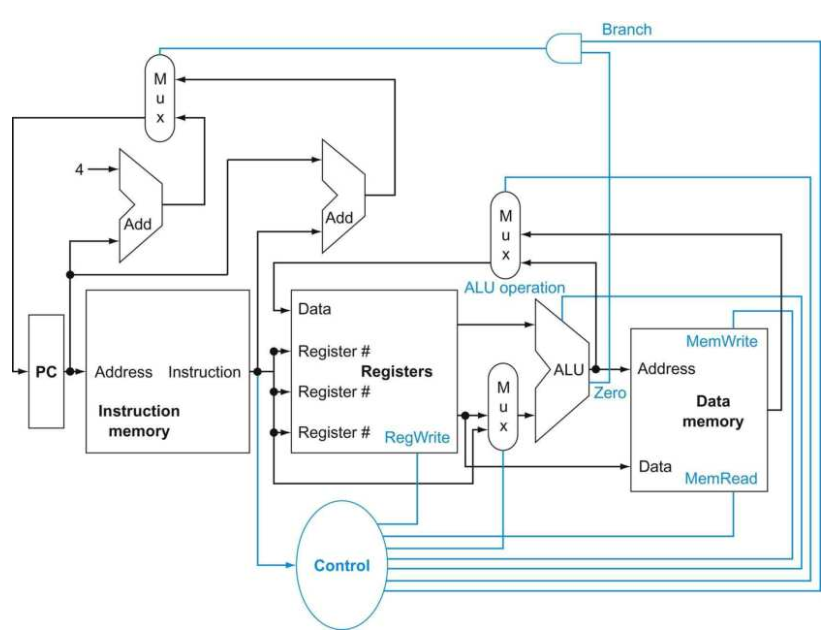 Branch
M
u
x
4
Add
Add
M
u
x
ALU operation
Data
Register #
Registers
Register #
Register #
RegWrite
PC
Address
Instruction
Instruction
memory
M
u
x
ALU
Zero
MemWrite
Address
Data
memory
Data
MemRead
Control